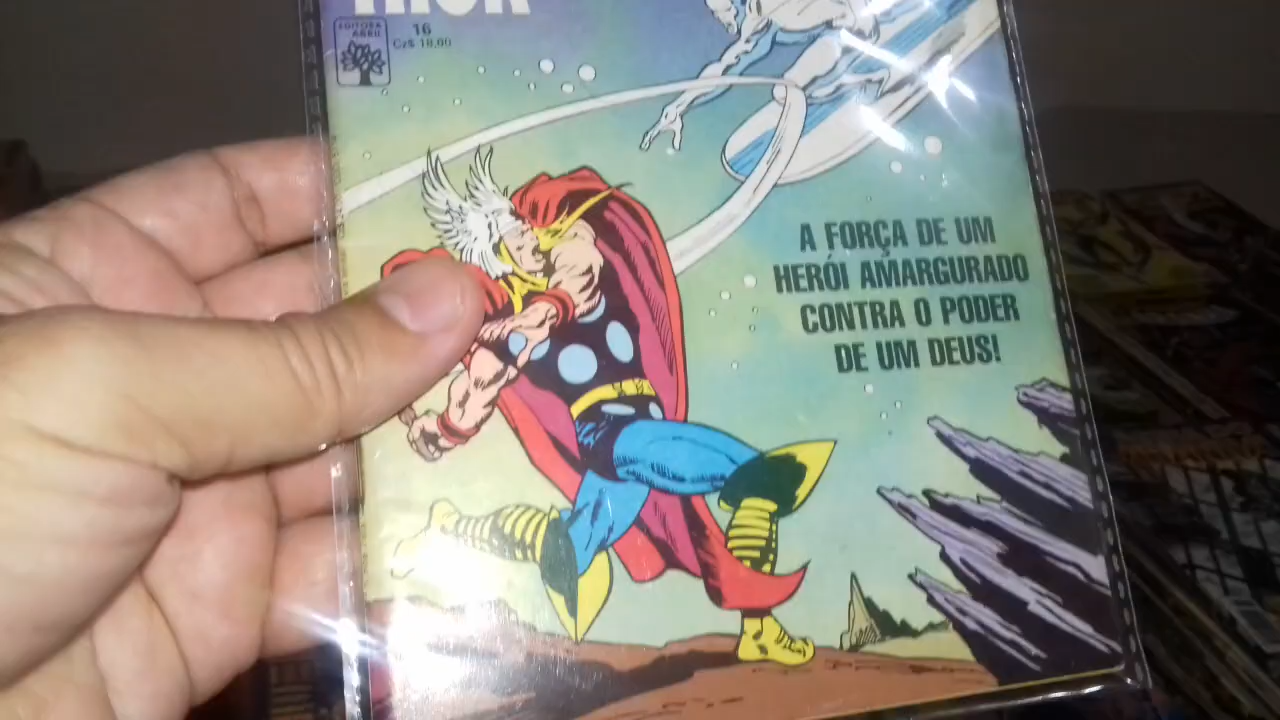 THOR
EDITORA
ABRIL
16
Cz$ 18,00
A FORÇA DE UM
HERÓI AMARGURADO
CONTRA O PODER
DE UM DEUS!